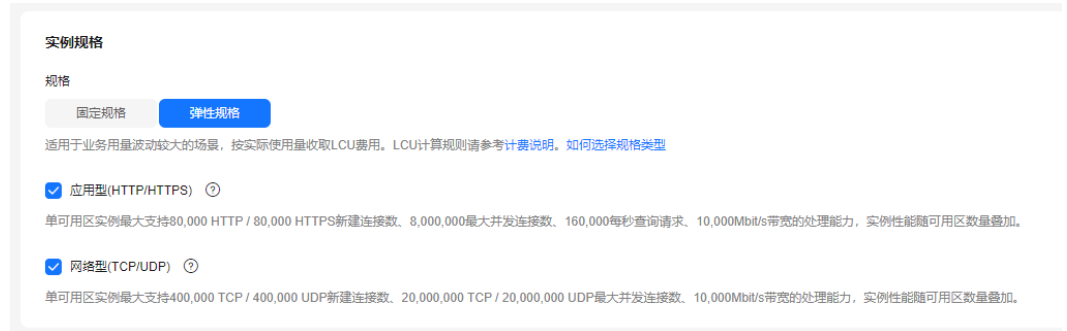 实例规格
规格
固定规格 弹性规格
适用于业务用量波动较大的场景，按实际使用量收取LCU费用。LCU计算规则请参考计费说明。如何选择规格类型
应用型(HTTP/HTTPS) ?
单可用区实例最大支持80,000 HTTP / 80,000 HTTPS新建连接数、8,000,000最大并发连接数、160,000每秒查询请求、10,000Mbit/s带宽的处理能力，实例性能随可用区数量叠加。
网络型(TCP/UDP) ?
单可用区实例最大支持400,000 TCP / 400,000 UDP新建连接数、20,000,000 TCP / 20,000,000 UDP最大并发连接数、10,000Mbit/s带宽的处理能力，实例性能随可用区数量叠加。